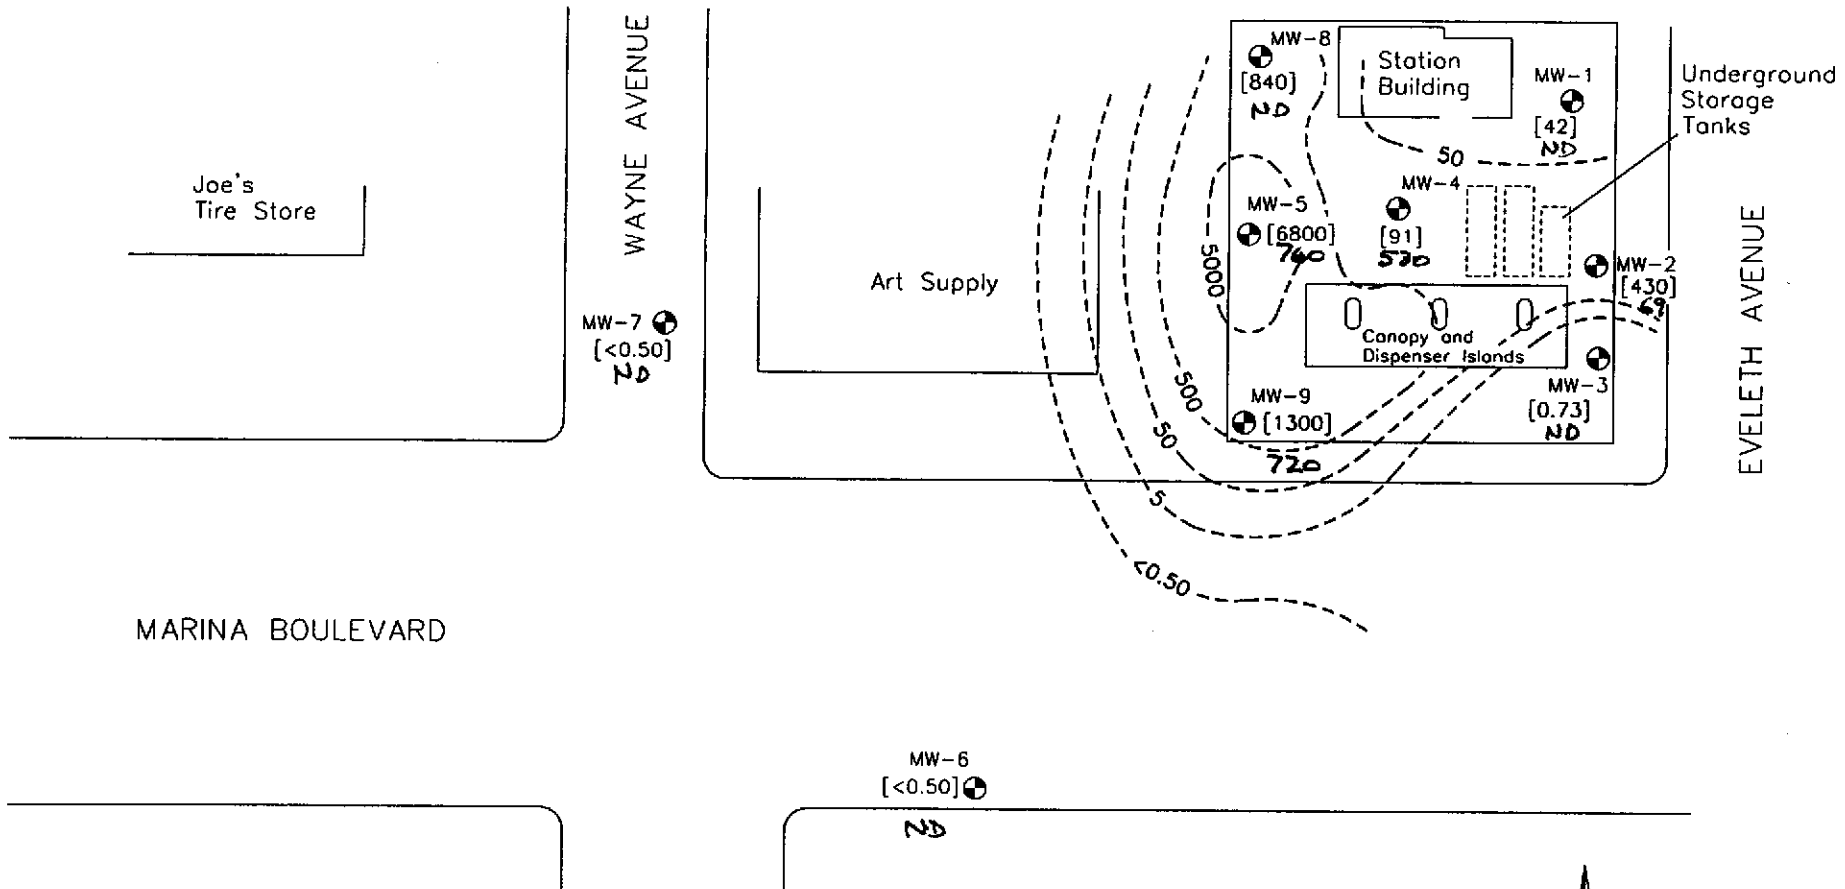 WAYNE AVENUE
MW-8
[840]
ND
Station
Building
MW-1
[42]
ND
Underground
Storage
Tanks
50
Joe's
Tire Store
MW-4
[91]
530
MW-5
[6800]
760
5000
MW-2
[430]
69
EVELETH AVENUE
Art Supply
MW-7
[<0.50]
ND
Canopy and
Dispenser Islands
MW-3
[0.73]
ND
500
MW-9
[1300]
720
50
5
<0.50
MARINA BOULEVARD
MW-6
[<0.50]
ND